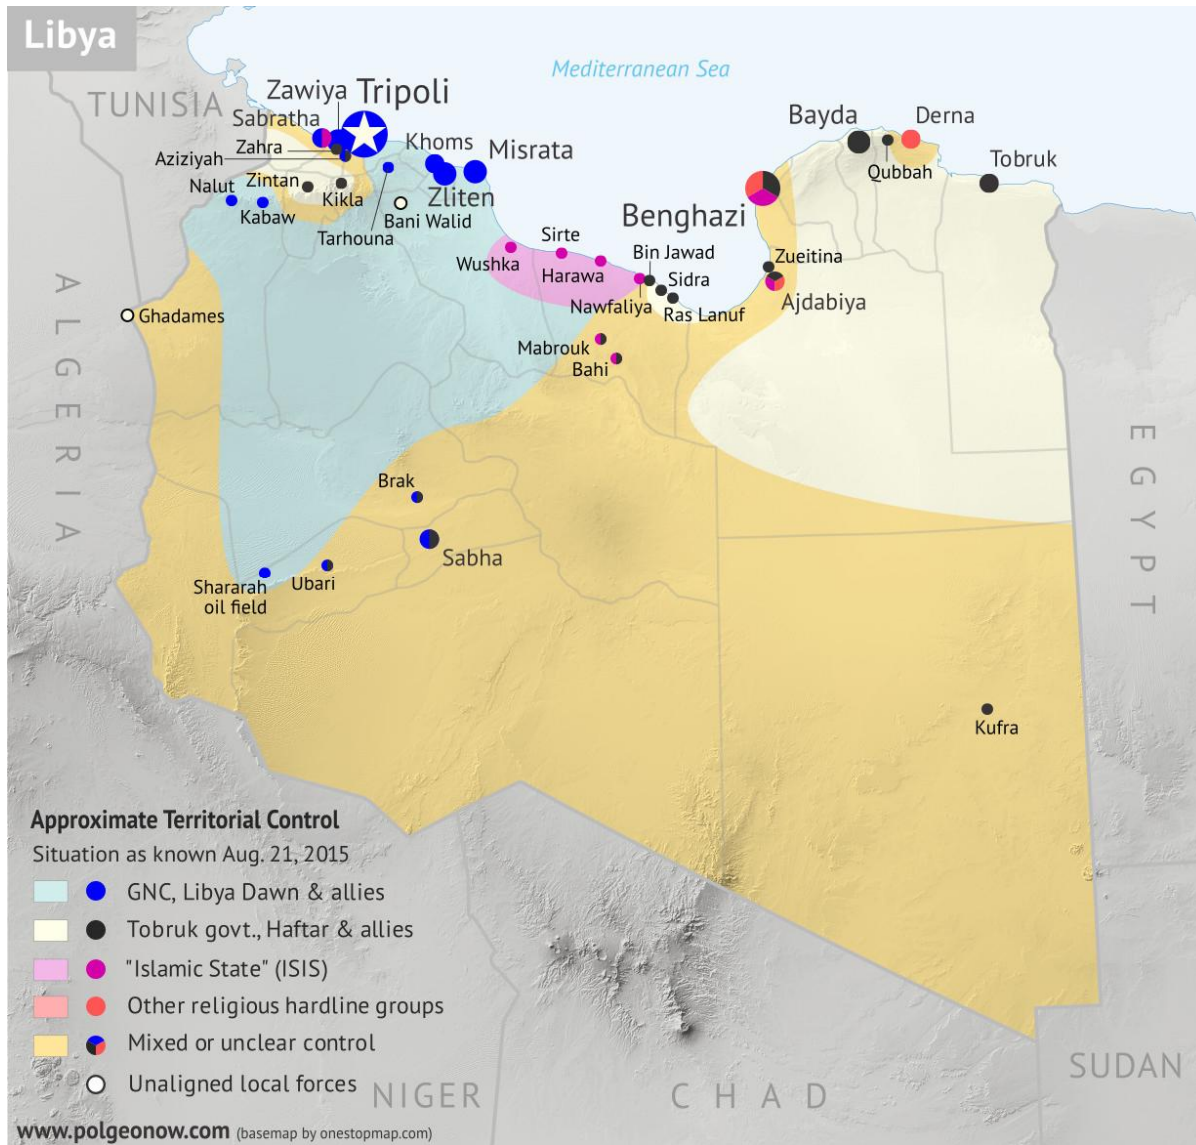 Libya
Mediterranean Sea
TUNISIA
Zawiya
Tripoli
Sabratha
Zahra
Aziziyah
Khoms
Misrata
Zliten
Nalut
Zintan
Kabaw
Kikla
Tarhouna
Bani Walid
Bayda
Derna
Qubbah
Tobruk
Benghazi
Wushka
Sirte
Harawa
Bin Jawad
Sidra
Nawfaliya
Ras Lanuf
Zueitina
Ajdabiya
Ghadames
Mabrouk
Bahi
ALGERIA
EGYPT
Brak
Sabha
Ubari
Shararah
oil field
Kufra
Approximate Territorial Control
Situation as known Aug. 21, 2015
GNC, Libya Dawn & allies
Tobruk govt., Haftar & allies
"Islamic State" (ISIS)
Other religious hardline groups
Mixed or unclear control
Unaligned local forces
NIGER
CHAD
SUDAN
www.polgeonow.com (basemap by onestopmap.com)